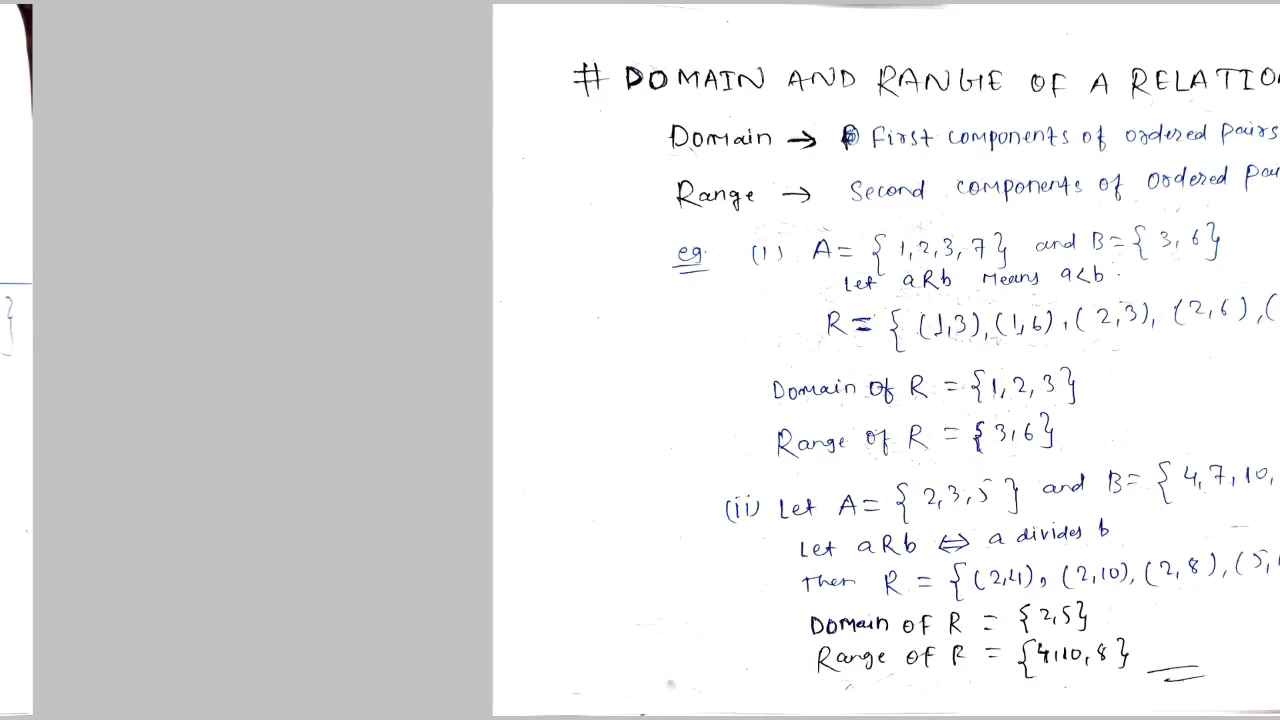 }
# DOMAIN AND RANGE OF A RELATIO
Domain → First components of ordered pairs
Range → Second components of ordered pai
eg. (i) A = { 1, 2, 3, 7} and B = { 3, 6}
Let aRb means a<b.
R = { (1,3), (1,6), (2,3), (2,6), (
Domain of R = {1, 2, 3}
Range of R = {3, 6}
(ii) Let A = { 2, 3, 5 } and B = { 4, 7, 10,
Let aRb ⇔ a divides b
Then R = {(2,4), (2,10), (2,8), (5,1
Domain of R = {2,5}
Range of R = {4,10, 8}